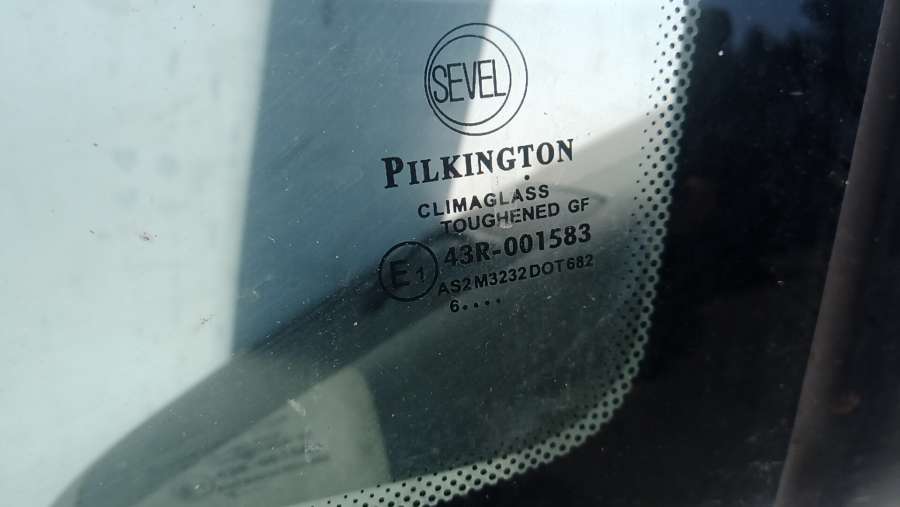 SEVEL
PILKINGTON
CLIMAGLASS
TOUGHENED GF
E1 43R-001583
AS2 M3232 DOT682
6....